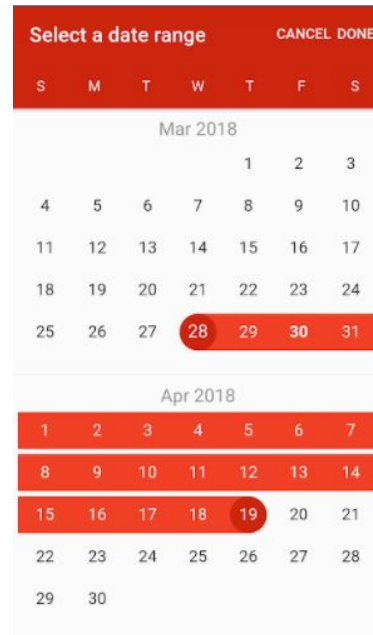 Select a date range CANCEL DONE
S M T W T F S
Mar 2018
1 2 3
4 5 6 7 8 9 10
11 12 13 14 15 16 17
18 19 20 21 22 23 24
25 26 27 28 29 30 31
Apr 2018
1 2 3 4 5 6 7
8 9 10 11 12 13 14
15 16 17 18 19 20 21
22 23 24 25 26 27 28
29 30